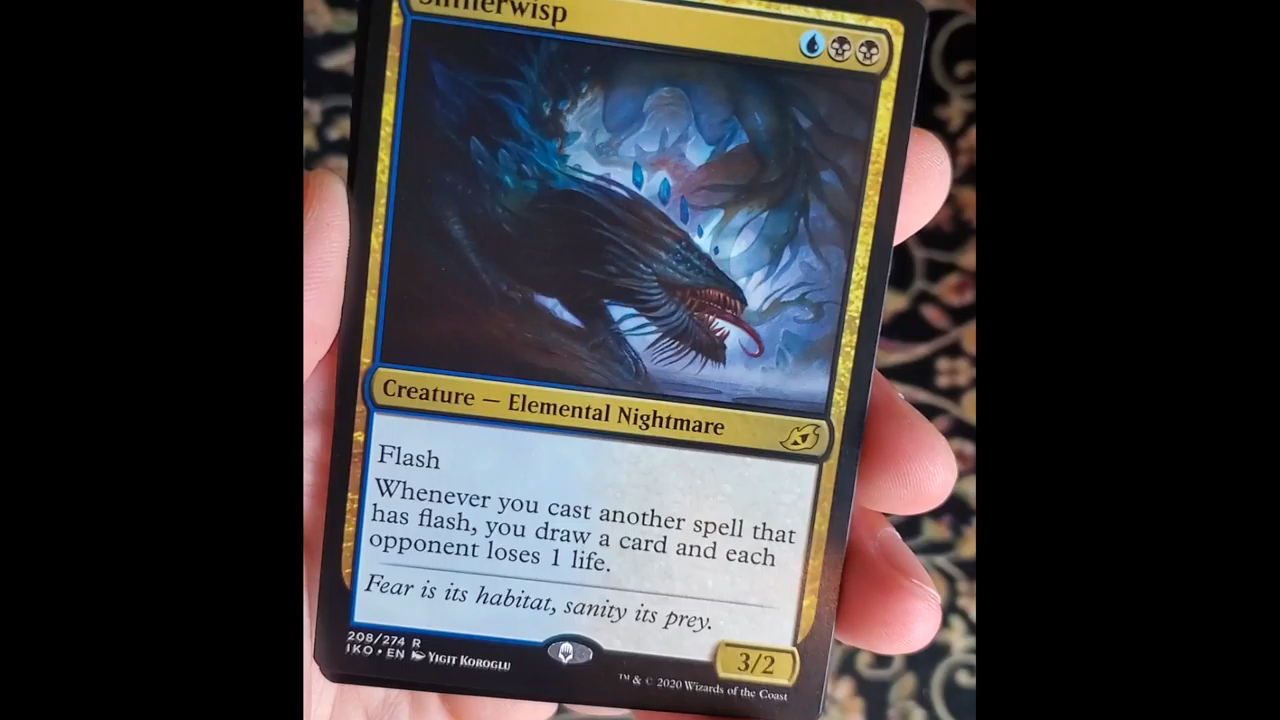 Creature — Elemental Nightmare
Flash
Whenever you cast another spell that
has flash, you draw a card and each
opponent loses 1 life.
Fear is its habitat, sanity its prey.
208/274 R
IKO • EN YIGIT KOROGLU
3/2
™ & © 2020 Wizards of the Coast